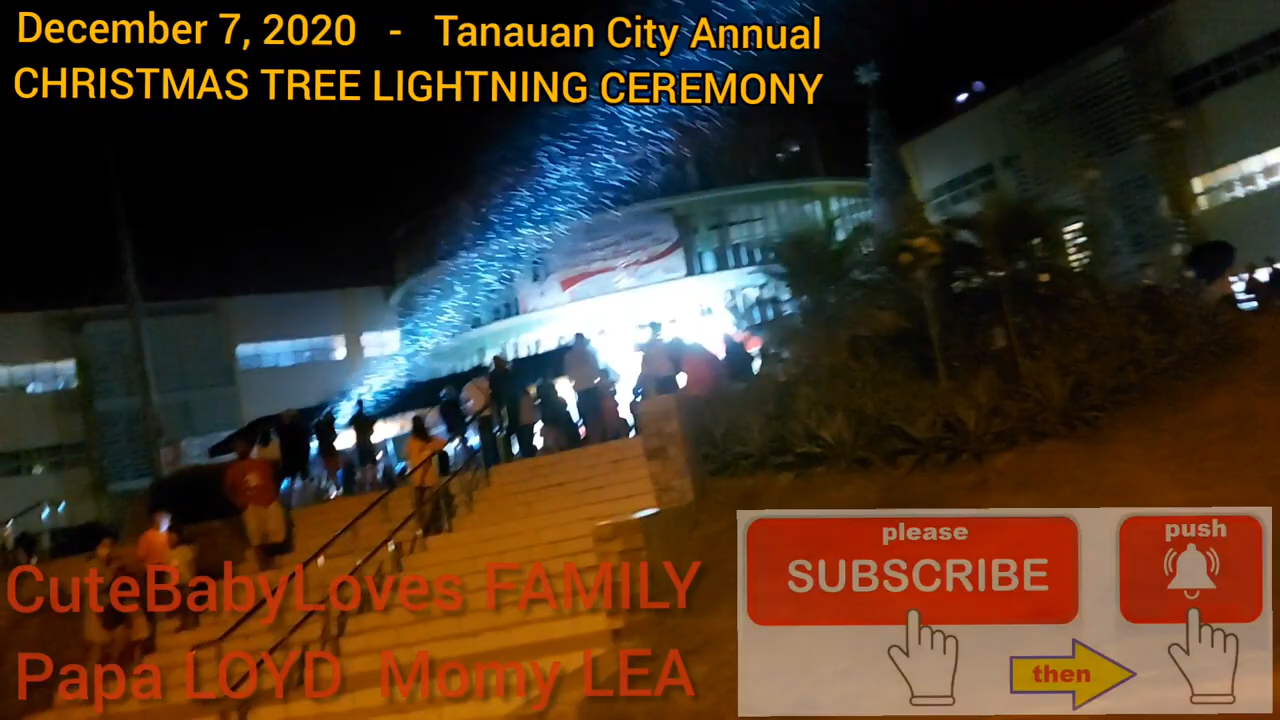 December 7, 2020 - Tanauan City Annual
CHRISTMAS TREE LIGHTNING CEREMONY
CuteBabyLoves FAMILY
Papa LOYD Momy LEA
please
SUBSCRIBE
push
then